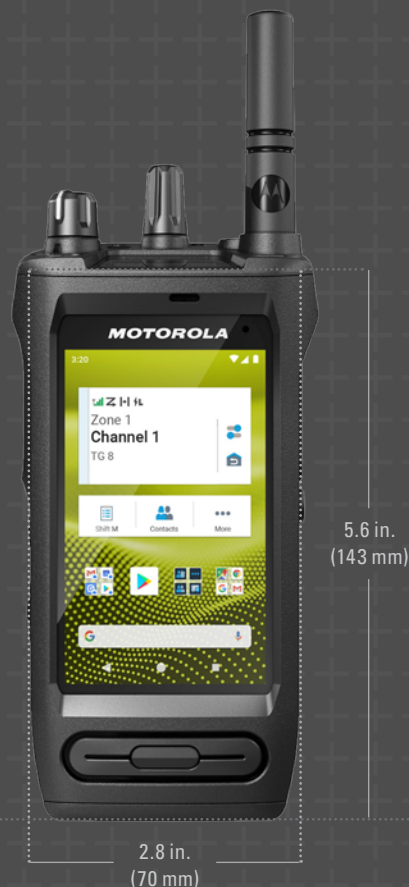 MOTOROLA
3:20
Zone 1
Channel 1
TG 8
Shift M
Contacts
More
5.6 in.
(143 mm)
2.8 in.
(70 mm)